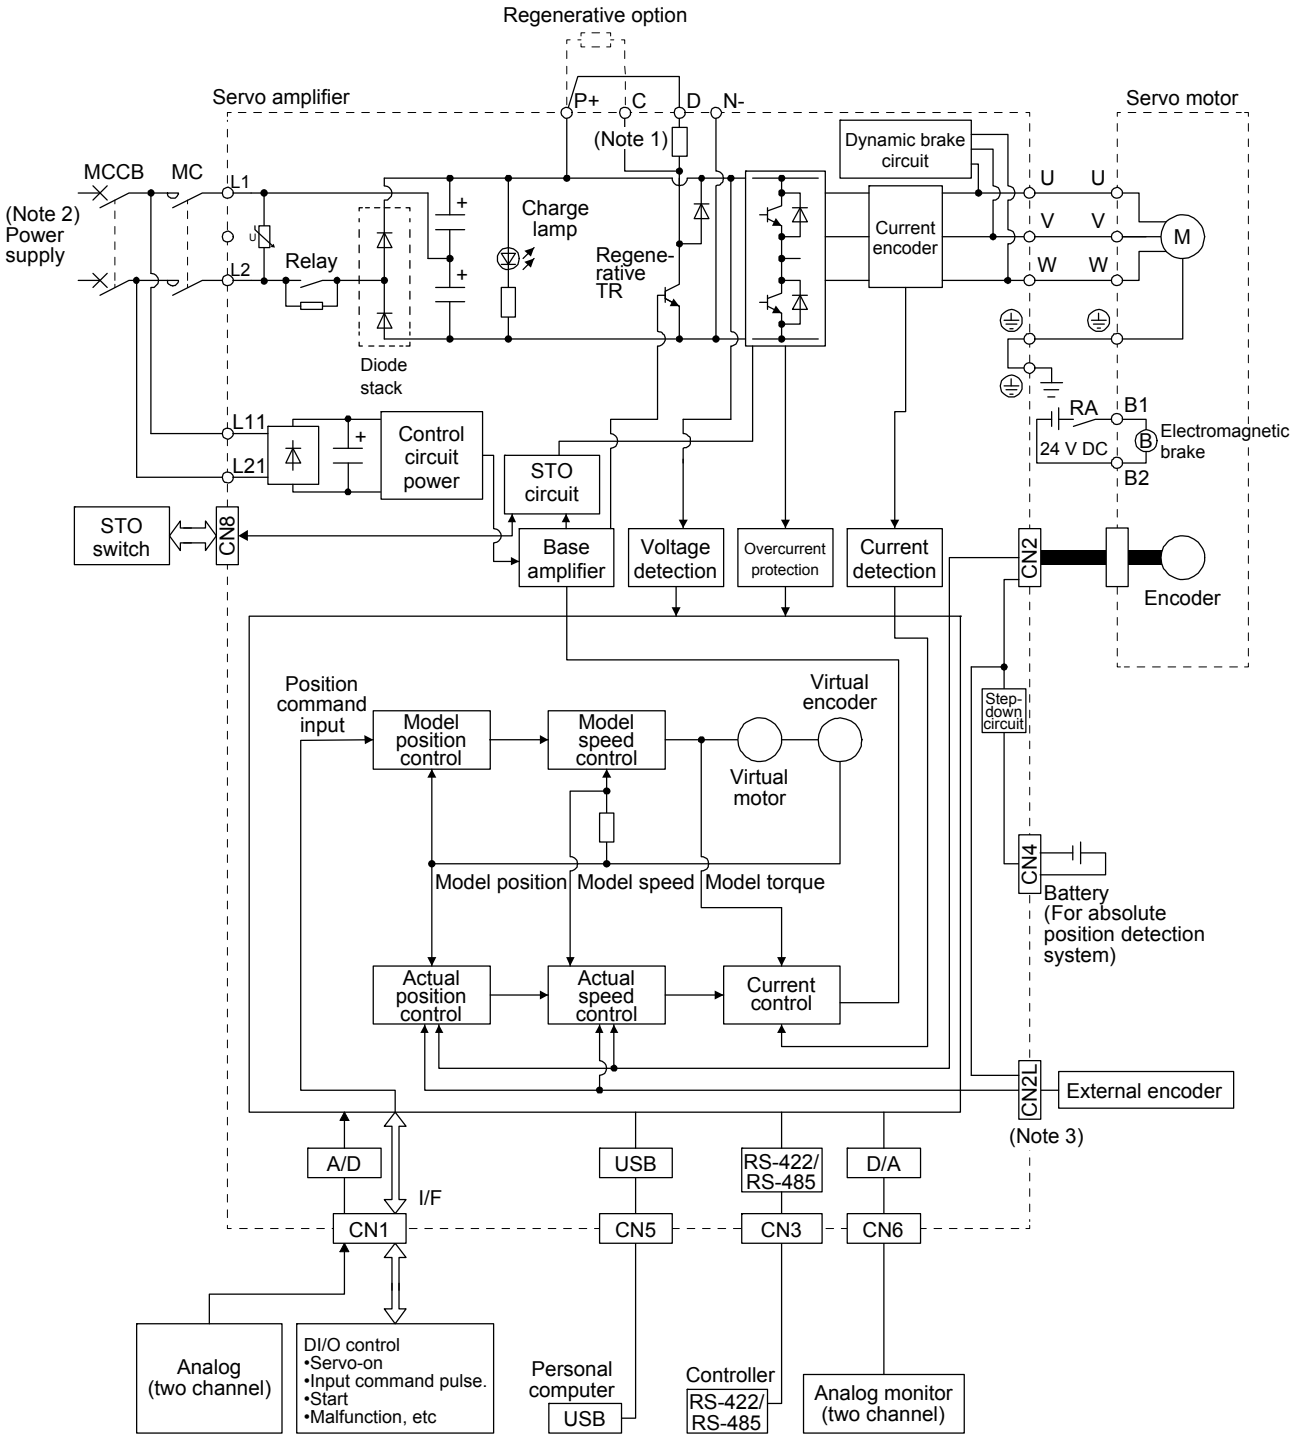 Regenerative option
Servo amplifier
P+
C
D
N-
Servo motor
(Note 1)
Dynamic brake
circuit
MCCB
MC
L1
U
U
(Note 2)
Power
supply
U
Charge
lamp
Current
encoder
V
V
M
L2
Relay
Regene-
rative
TR
W
W
+
+
Diode
stack
RA
B1
24 V DC
B
Electromagnetic
brake
B2
L11
+
Control
circuit
power
L21
STO
circuit
STO
switch
CN8
Base
amplifier
Voltage
detection
Overcurrent
protection
Current
detection
CN2
Encoder
Position
command
input
Virtual
encoder
Step-
down
circuit
Model
position
control
Model
speed
control
Virtual
motor
CN4
Model position
Model speed
Model torque
Battery
(For absolute
position detection
system)
Actual
position
control
Actual
speed
control
Current
control
CN2L
External encoder
(Note 3)
A/D
USB
RS-422/
RS-485
D/A
I/F
CN1
CN5
CN3
CN6
Analog
(two channel)
DI/O control
•Servo-on
•Input command pulse.
•Start
•Malfunction, etc
Personal
computer
USB
Controller
RS-422/
RS-485
Analog monitor
(two channel)